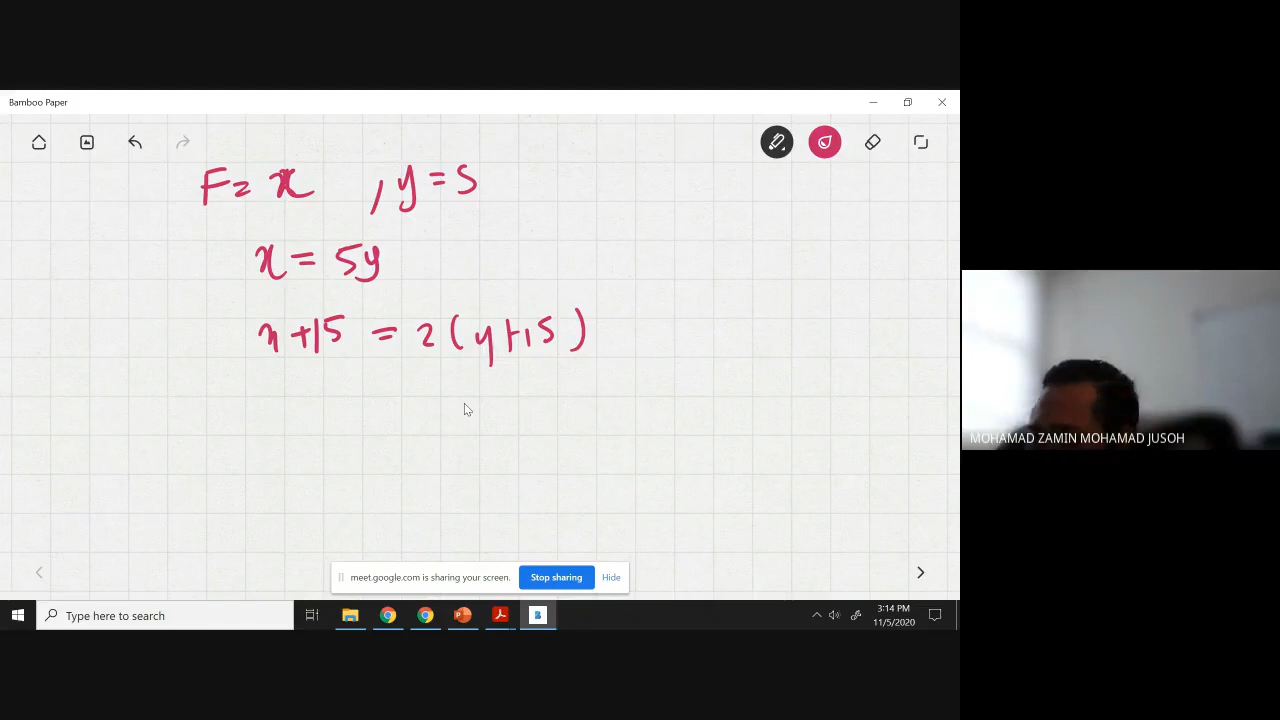 Bamboo Paper
F = x , y = S
x = 5y
x + 15 = 2 ( y + 15 )
MOHAMAD ZAMIN MOHAMAD JUSOH
meet.google.com is sharing your screen. Stop sharing Hide
Type here to search
3:14 PM
11/5/2020